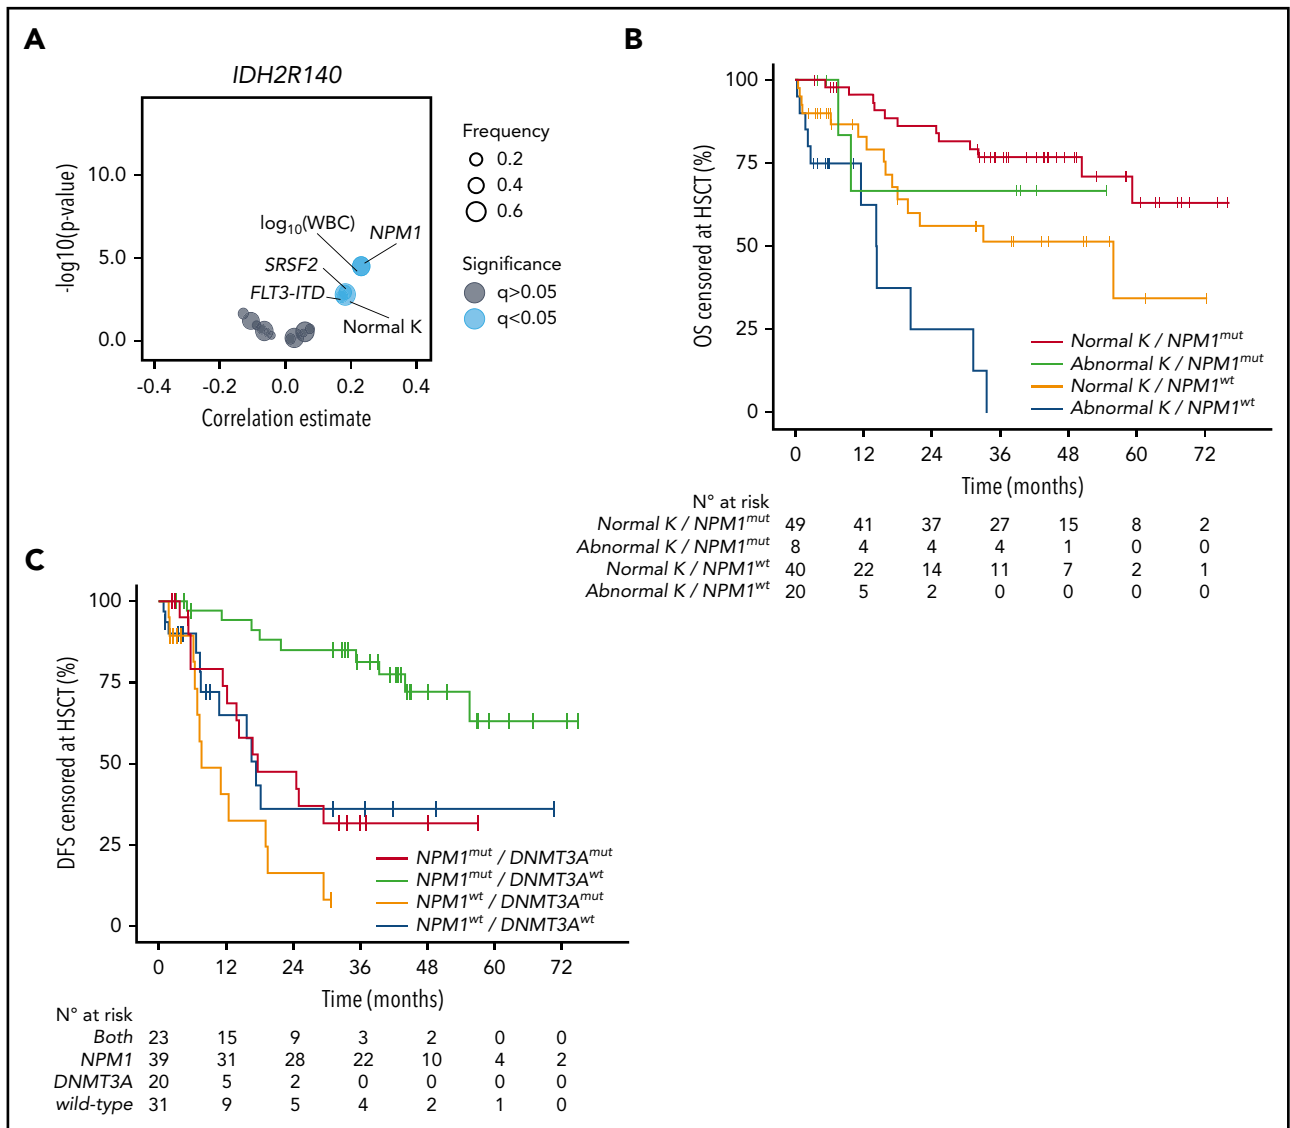 A
IDH2R140
-log10(p-value)
10.0
5.0
0.0
log10(WBC)
NPM1
SRSF2
FLT3-ITD
Normal K
-0.4 -0.2 0.0 0.2 0.4
Correlation estimate
Frequency
0.2
0.4
0.6
Significance
q>0.05
q<0.05
B
OS censored at HSCT (%)
100
75
50
25
0
Normal K / NPM1mut
Abnormal K / NPM1mut
Normal K / NPM1wt
Abnormal K / NPM1wt
0 12 24 36 48 60 72
Time (months)
N° at risk
Normal K / NPM1mut 49 41 37 27 15 8 2
Abnormal K / NPM1mut 8 4 4 4 1 0 0
Normal K / NPM1wt 40 22 14 11 7 2 1
Abnormal K / NPM1wt 20 5 2 0 0 0 0
C
DFS censored at HSCT (%)
100
75
50
25
0
NPM1mut / DNMT3Amut
NPM1mut / DNMT3Awt
NPM1wt / DNMT3Amut
NPM1wt / DNMT3Awt
0 12 24 36 48 60 72
Time (months)
N° at risk
Both 23 15 9 3 2 0 0
NPM1 39 31 28 22 10 4 2
DNMT3A 20 5 2 0 0 0 0
wild-type 31 9 5 4 2 1 0